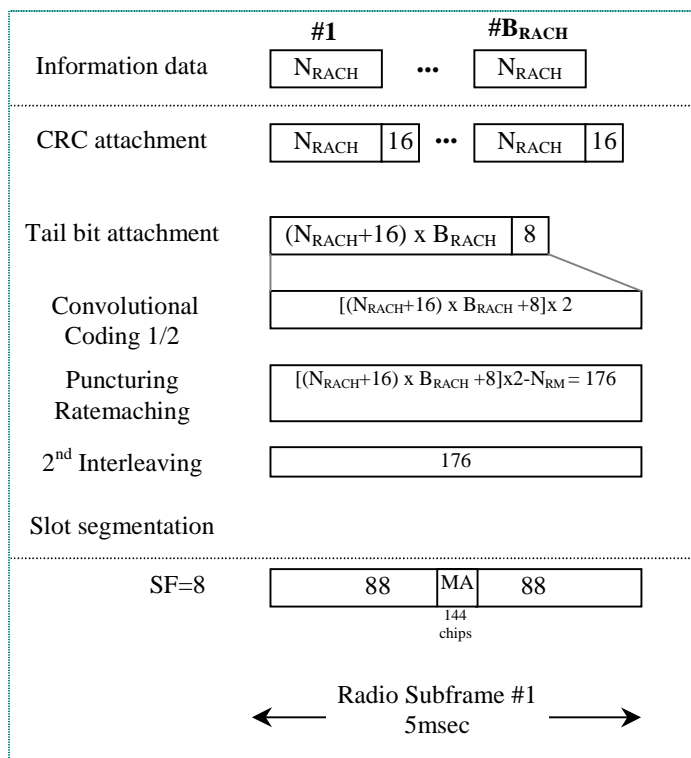 #1 #B_RACH
Information data N_RACH ... N_RACH
CRC attachment N_RACH 16 ... N_RACH 16
Tail bit attachment (N_RACH+16) x B_RACH 8
Convolutional
Coding 1/2
[(N_RACH+16) x B_RACH +8]x 2
Puncturing
Ratemaching
[(N_RACH+16) x B_RACH +8]x2-N_RM = 176
2nd Interleaving 176
Slot segmentation
SF=8 88 MA 88
144
chips
Radio Subframe #1
5msec